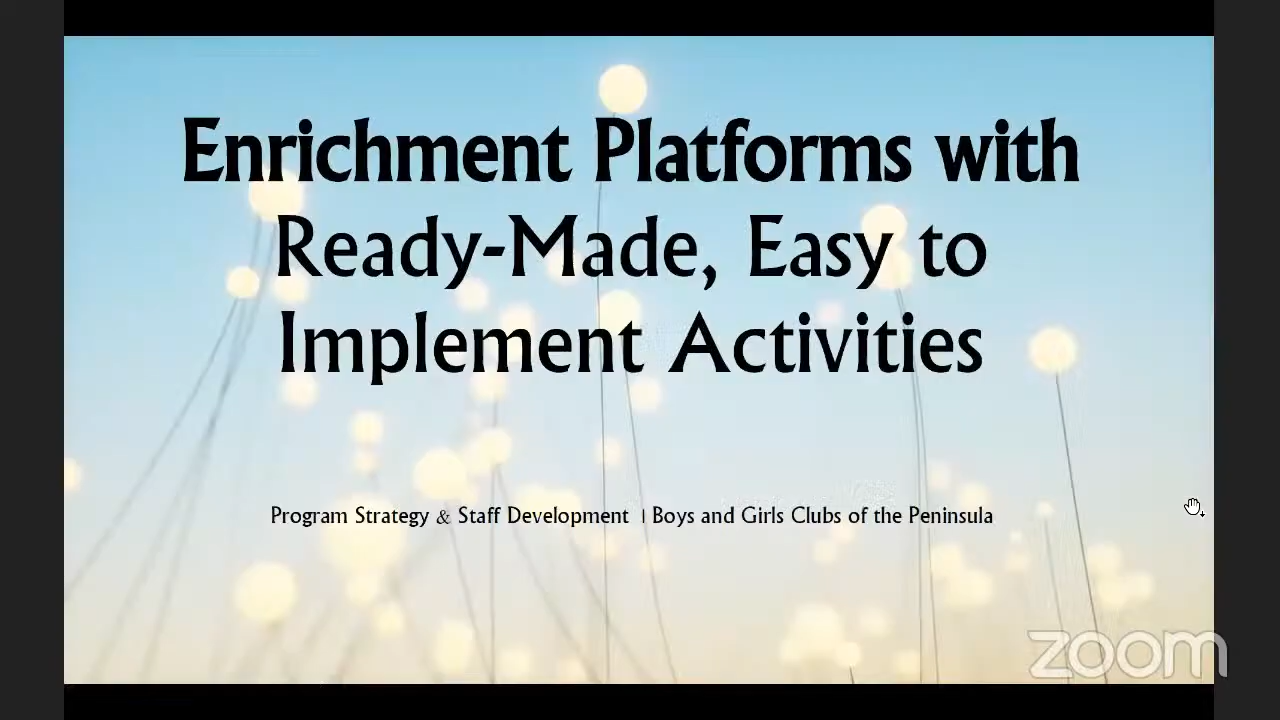 Enrichment Platforms with
Ready-Made, Easy to
Implement Activities
Program Strategy & Staff Development | Boys and Girls Clubs of the Peninsula
zoom